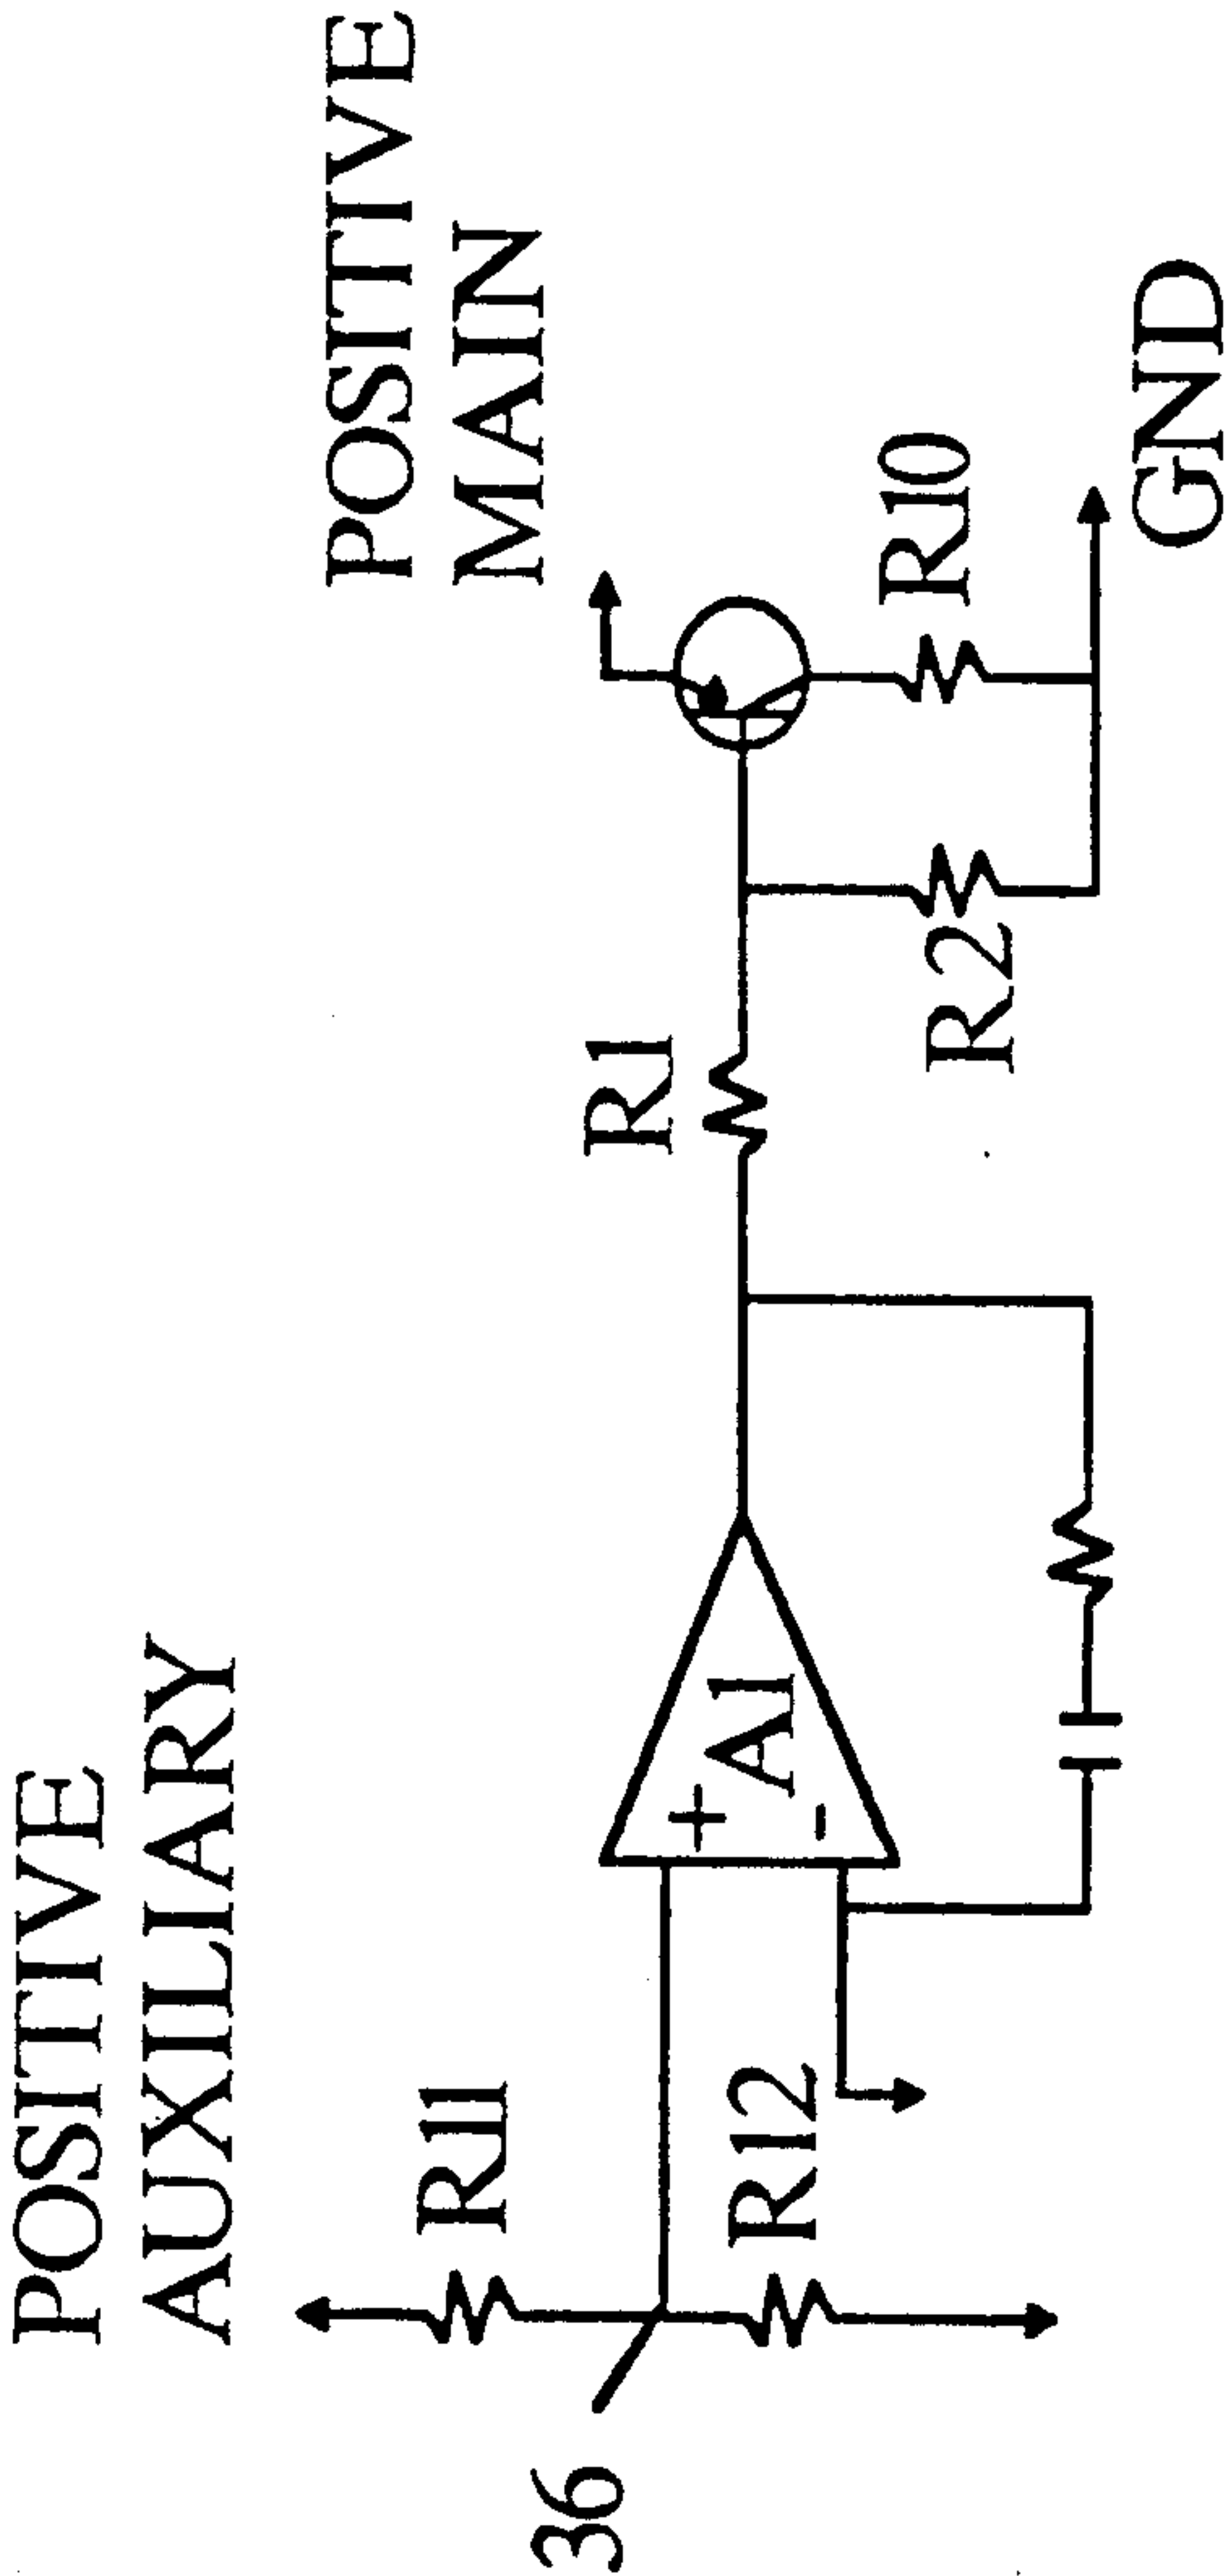 POSITIVE
AUXILIARY
POSITIVE
MAIN
36
R11
R12
+
-
A1
R1
R2
R10
GND